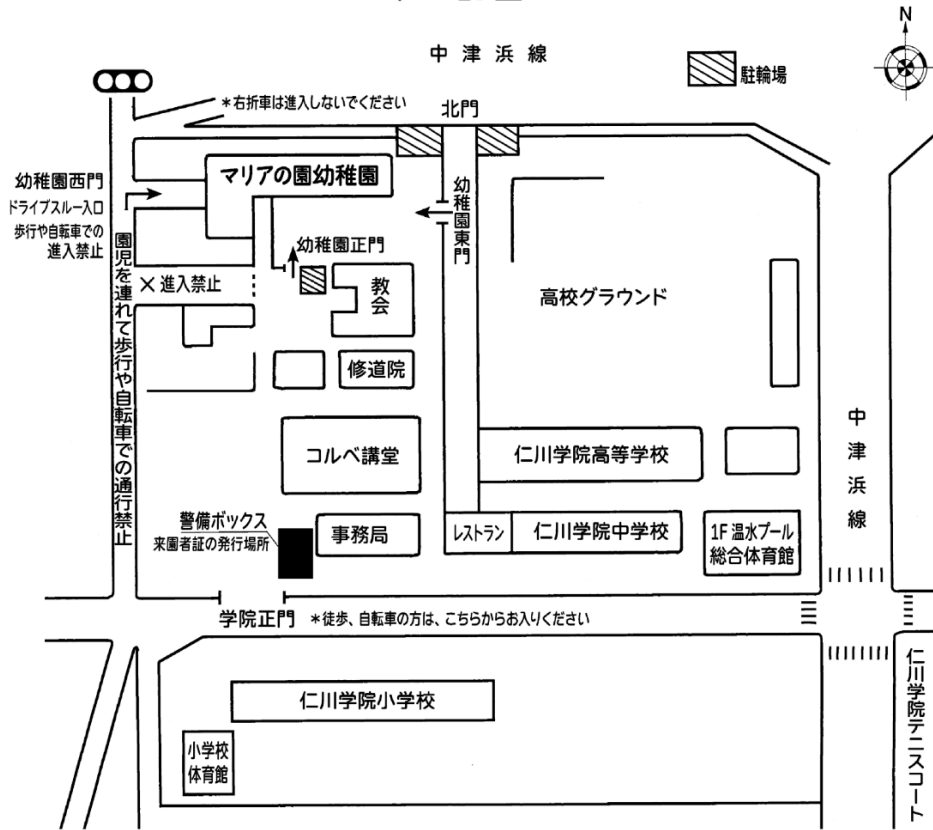 N
中津浜線
駐輪場
*右折車は進入しないでください
北門
マリアの園幼稚園
幼稚園西門
ドライブスルー入口
歩行や自転車での
進入禁止
幼稚園東門
幼稚園正門
×進入禁止
教会
高校グラウンド
園児を連れて歩行や自転車での通行禁止
修道院
中津浜線
コルベ講堂
仁川学院高等学校
警備ボックス
来園者証の発行場所
事務局
レストラン
仁川学院中学校
1F 温水プール
総合体育館
学院正門
*徒歩、自転車の方は、こちらからお入りください
仁川学院小学校
仁川学院テニスコート
小学校
体育館